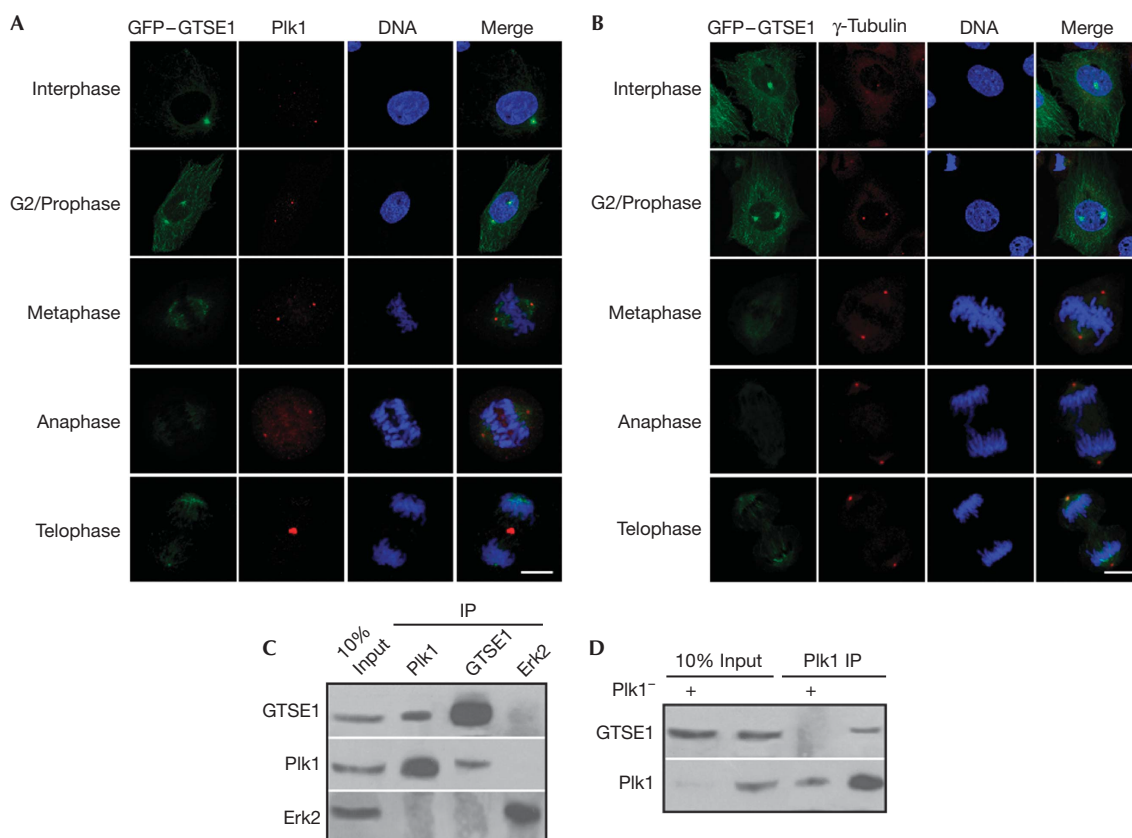 A
GFP–GTSE1 Plk1 DNA Merge
Interphase
G2/Prophase
Metaphase
Anaphase
Telophase
B
GFP–GTSE1 γ-Tubulin DNA Merge
Interphase
G2/Prophase
Metaphase
Anaphase
Telophase
C
IP
10% Input Plk1 GTSE1 Erk2
GTSE1
Plk1
Erk2
D
10% Input Plk1 IP
Plk1⁻ + +
GTSE1
Plk1